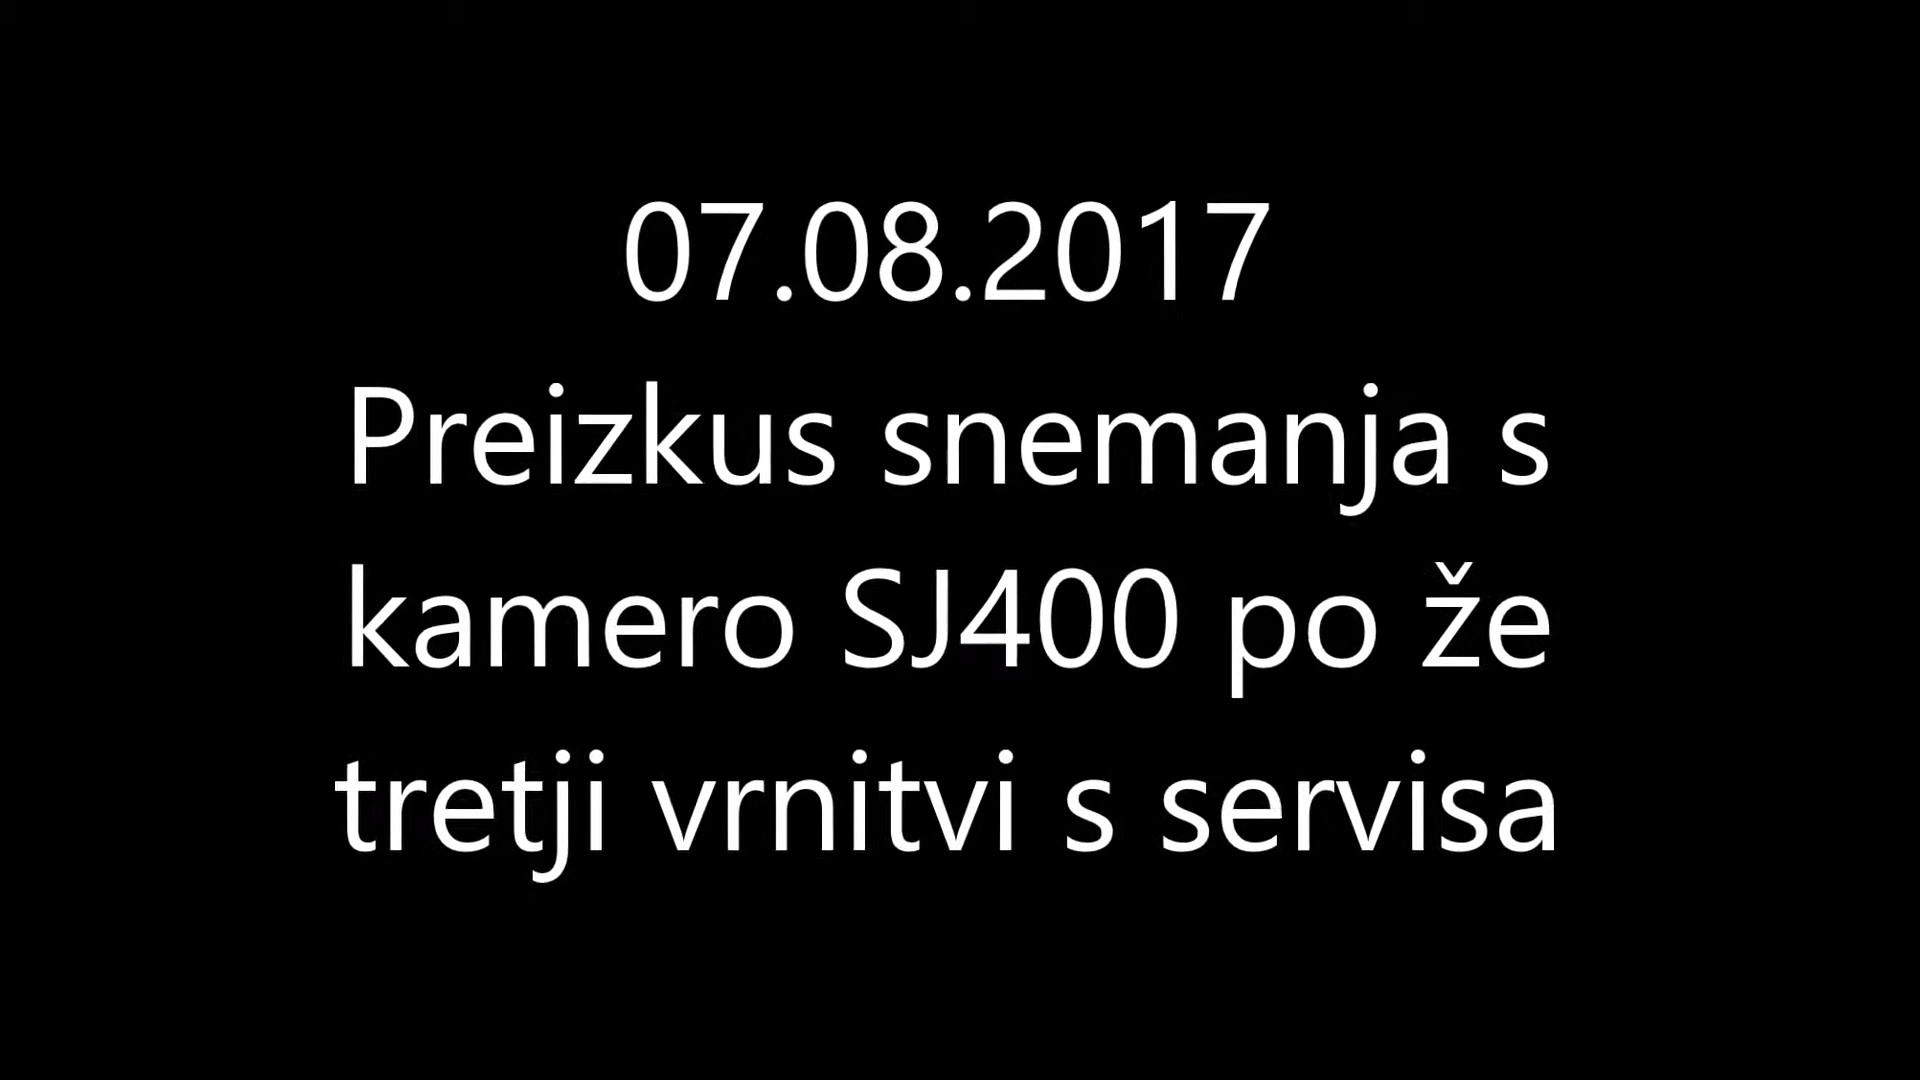 07.08.2017
Preizkus snemanja s
kamero SJ400 po že
tretji vrnitvi s servisa